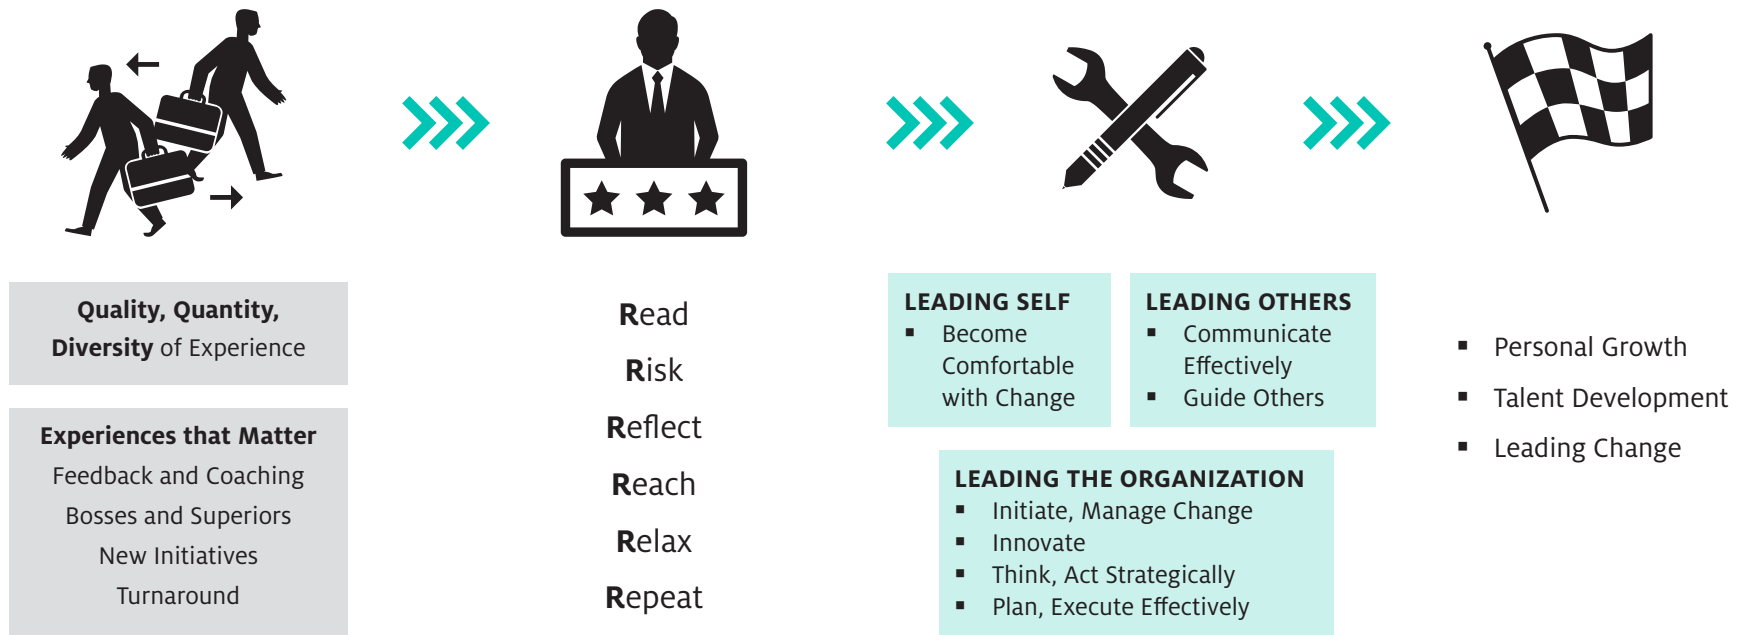 Quality, Quantity,
Diversity of Experience
Experiences that Matter
Feedback and Coaching
Bosses and Superiors
New Initiatives
Turnaround
Read
Risk
Reflect
Reach
Relax
Repeat
LEADING SELF
▪ Become
Comfortable
with Change
LEADING OTHERS
▪ Communicate
Effectively
▪ Guide Others
LEADING THE ORGANIZATION
▪ Initiate, Manage Change
▪ Innovate
▪ Think, Act Strategically
▪ Plan, Execute Effectively
▪ Personal Growth
▪ Talent Development
▪ Leading Change